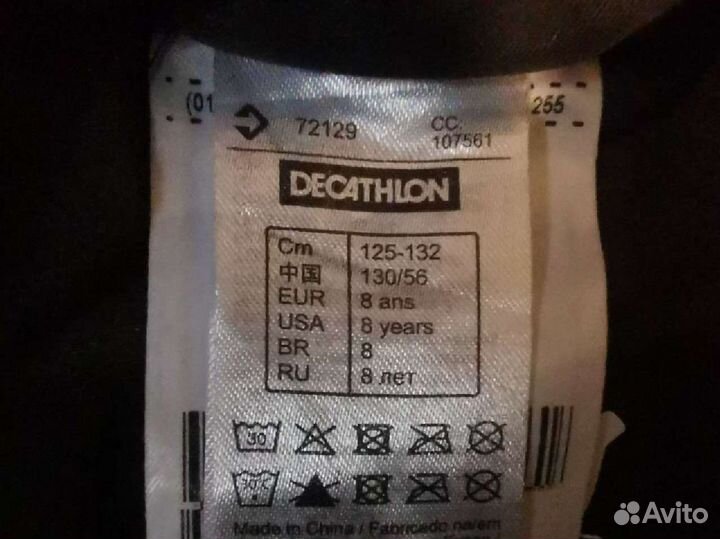 (01
255
72129 CC:
107561
DECATHLON
Cm 125-132
中国 130/56
EUR 8 ans
USA 8 years
BR 8
RU 8 лет
30
30°C
Made in China / Fabricado na/em
Avito